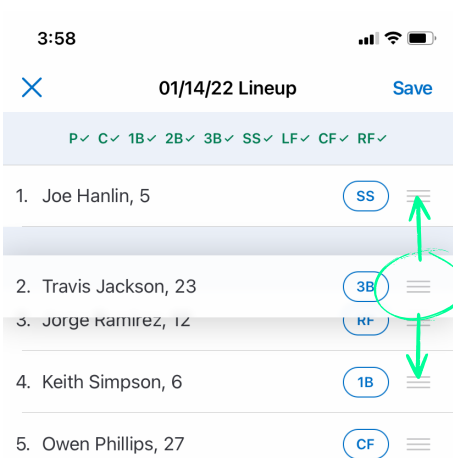 3:58
01/14/22 Lineup Save
P✓ C✓ 1B✓ 2B✓ 3B✓ SS✓ LF✓ CF✓ RF✓
1. Joe Hanlin, 5 SS
2. Travis Jackson, 23 3B
3. Jorge Ramirez, 12 RF
4. Keith Simpson, 6 1B
5. Owen Phillips, 27 CF